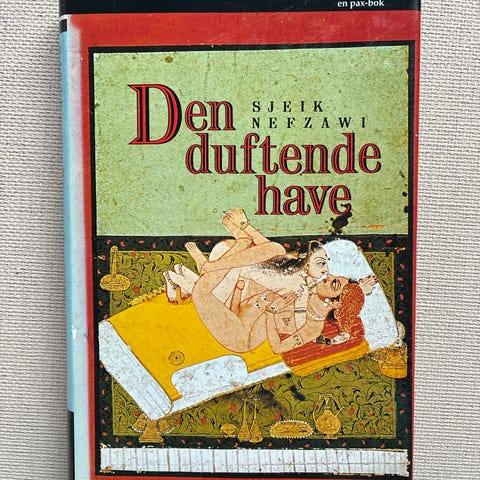 en pax-bok
SJEIK
NEFZAWI
Den
duftende
have